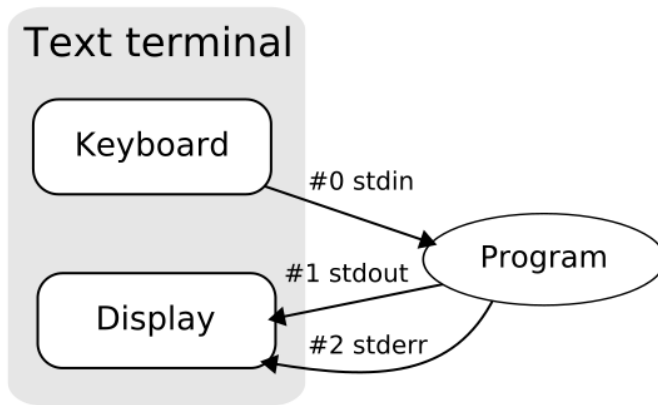 Text terminal
Keyboard
#0 stdin
Program
#1 stdout
Display
#2 stderr